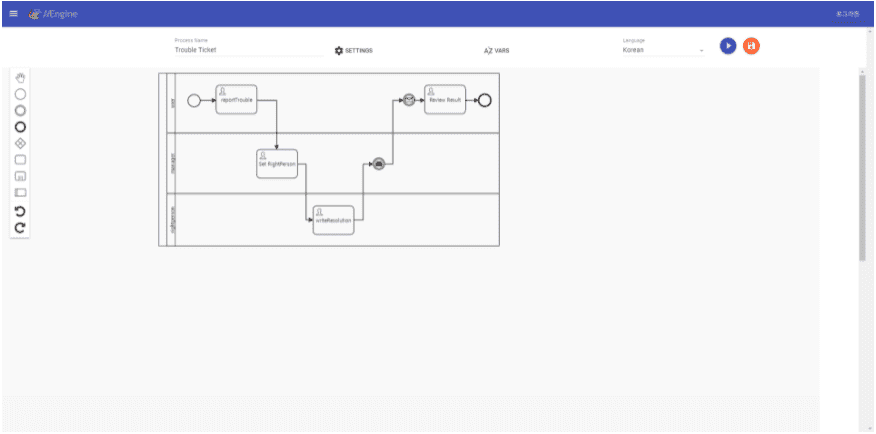 MEngine
로그아웃
Process Name
Trouble Ticket
SETTINGS
AZ VARS
Language
Korean
user
reportTrouble
Review Result
manager
Set RightPerson
rightperson
writeResolution